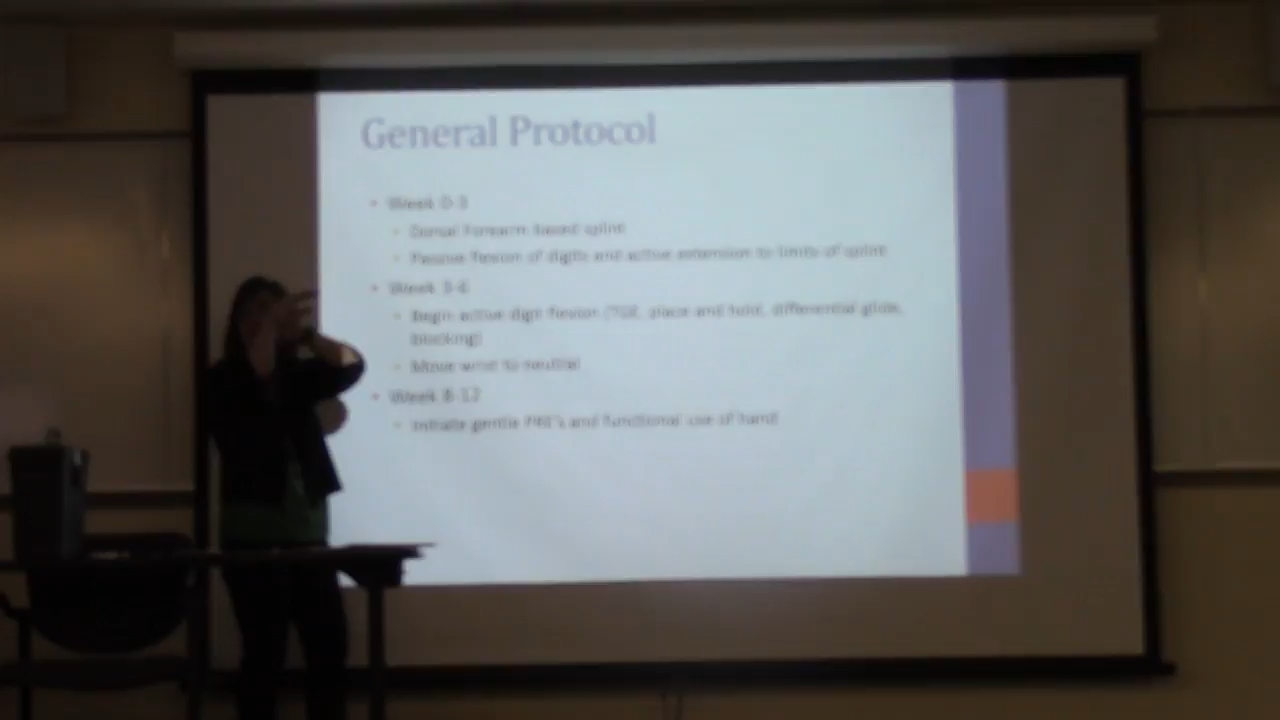 General Protocol
• Week 0-3
• Dorsal Forearm based splint
• Passive flexion of digits and active extension to limits of splint
• Week 3-6
• Begin active digit flexion (TGE, place and hold, differential glide,
blocking)
• Move wrist to neutral
• Week 8-12
• Initiate gentle PRE's and functional use of hand